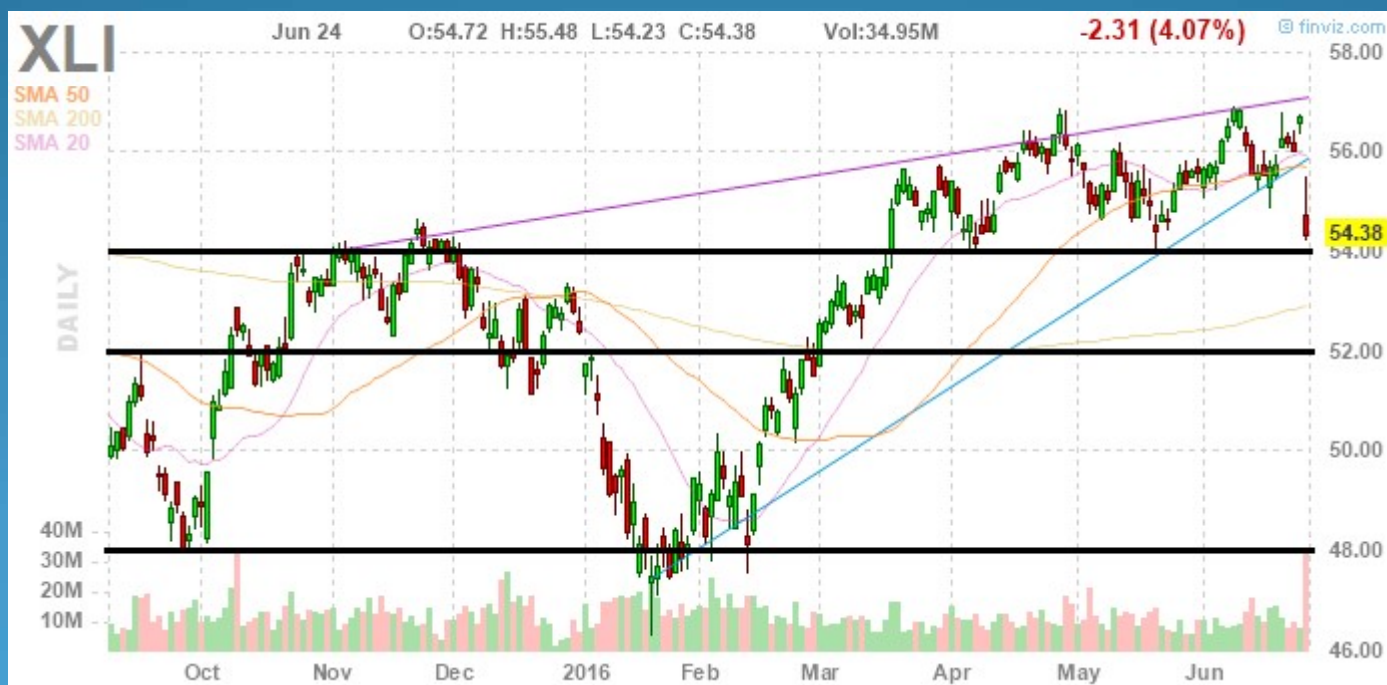 XLI
Jun 24 O:54.72 H:55.48 L:54.23 C:54.38 Vol:34.95M -2.31 (4.07%) © finviz.com
SMA 50
SMA 200
SMA 20
DAILY
58.00
56.00
54.38
54.00
52.00
50.00
48.00
46.00
40M
30M
20M
10M
Oct Nov Dec 2016 Feb Mar Apr May Jun